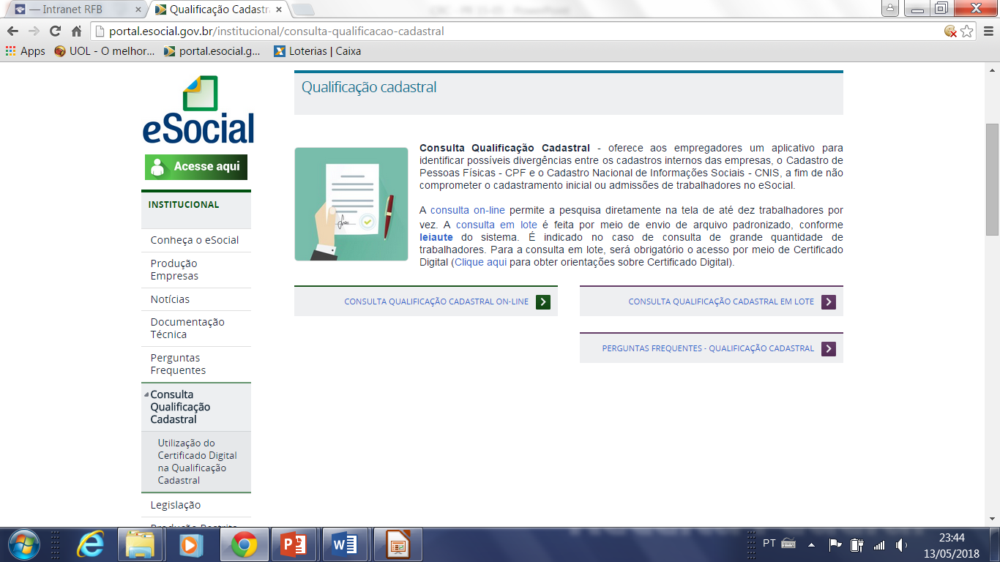 — Intranet RFB
Qualificação Cadastra
portal.esocial.gov.br/institucional/consulta-qualificacao-cadastral
Apps
UOL - O melhor...
portal.esocial.g...
Loterias | Caixa
eSocial
Acesse aqui
INSTITUCIONAL
Conheça o eSocial
Produção
Empresas
Notícias
Documentação
Técnica
Perguntas
Frequentes
Consulta
Qualificação
Cadastral
Utilização do
Certificado Digital
na Qualificação
Cadastral
Legislação
Qualificação cadastral
Consulta Qualificação Cadastral - oferece aos empregadores um aplicativo para
identificar possíveis divergências entre os cadastros internos das empresas, o Cadastro de
Pessoas Físicas - CPF e o Cadastro Nacional de Informações Sociais - CNIS, a fim de não
comprometer o cadastramento inicial ou admissões de trabalhadores no eSocial.
A consulta on-line permite a pesquisa diretamente na tela de até dez trabalhadores por
vez. A consulta em lote é feita por meio de envio de arquivo padronizado, conforme
leiaute do sistema. É indicado no caso de consulta de grande quantidade de
trabalhadores. Para a consulta em lote, será obrigatório o acesso por meio de Certificado
Digital (Clique aqui para obter orientações sobre Certificado Digital).
CONSULTA QUALIFICAÇÃO CADASTRAL ON-LINE
CONSULTA QUALIFICAÇÃO CADASTRAL EM LOTE
PERGUNTAS FREQUENTES - QUALIFICAÇÃO CADASTRAL
PT
23:44
13/05/2018